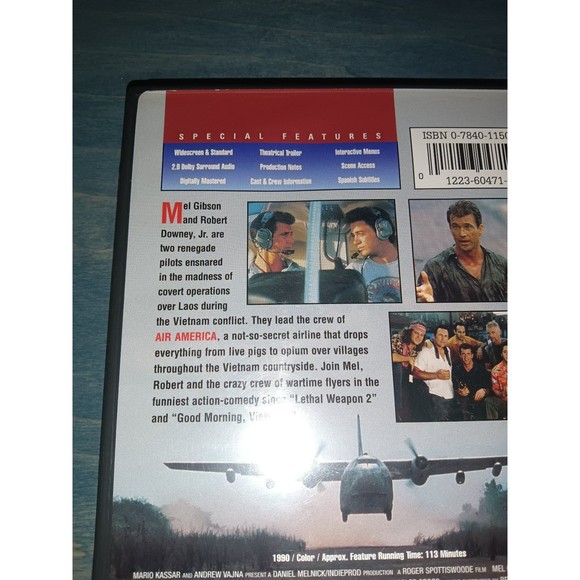 SPECIAL FEATURES
Widescreen & Standard Theatrical Trailer Interactive Menus
2.0 Dolby Surround Audio Production Notes Scene Access
Digitally Mastered Cast & Crew Information Spanish Subtitles
ISBN 0-7840-1150
0 1223-60471-
Mel Gibson
and Robert
Downey, Jr. are
two renegade
pilots ensnared
in the madness of
covert operations
over Laos during
the Vietnam conflict. They lead the crew of
AIR AMERICA, a not-so-secret airline that drops
everything from live pigs to opium over villages
throughout the Vietnam countryside. Join Mel,
Robert and the crazy crew of wartime flyers in the
funniest action-comedy since "Lethal Weapon 2"
and "Good Morning,
1990 / Color / Approx. Feature Running Time: 113 Minutes
MARIO KASSAR AND ANDREW VAJNA PRESENT A DANIEL MELNICK/INDIEPROD PRODUCTION A ROGER SPOTTISWOODE FILM MEL